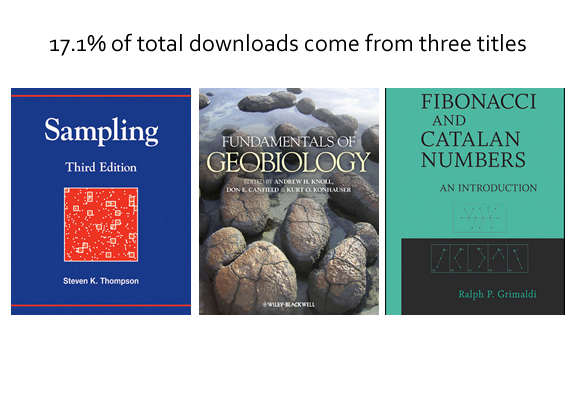 17.1% of total downloads come from three titles
Sampling
Third Edition
Steven K. Thompson
FUNDAMENTALS OF
GEOBIOLOGY
EDITED BY ANDREW H. KNOLL,
DON E. CANFIELD & KURT O. KONHAUSER
WILEY-BLACKWELL
FIBONACCI
AND
CATALAN
NUMBERS
AN INTRODUCTION
Ralph P. Grimaldi